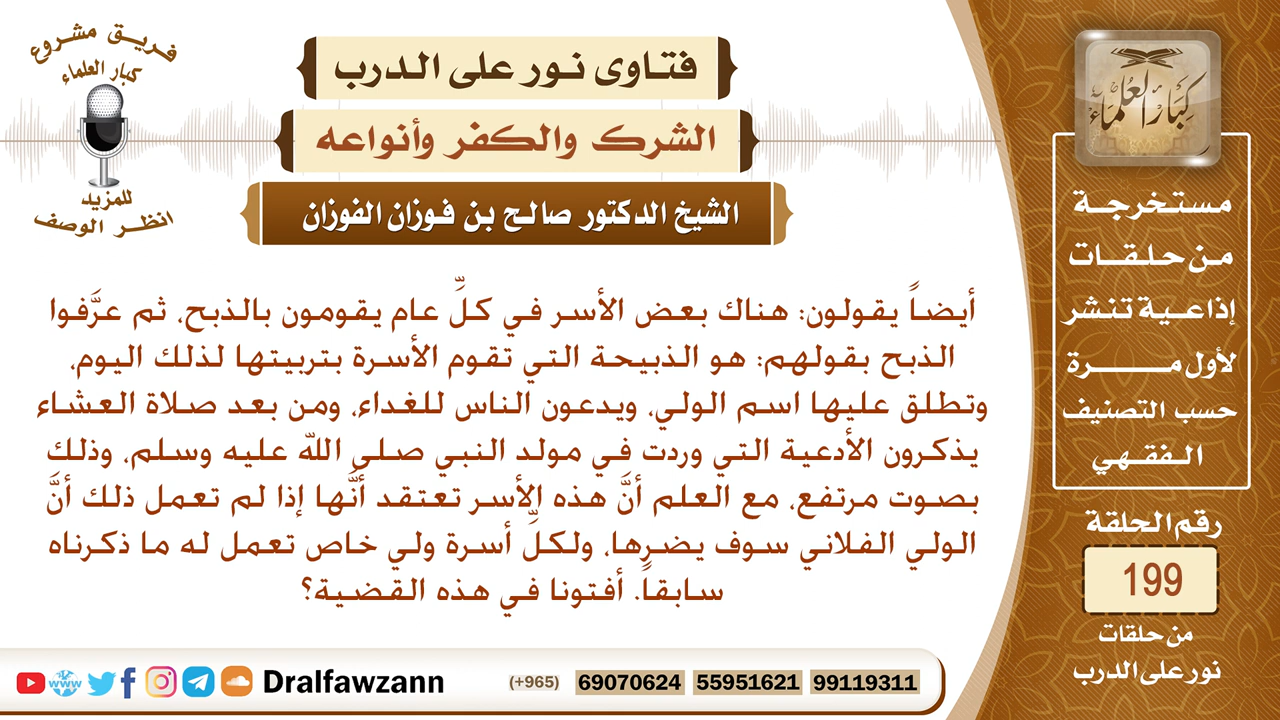 فريق مشروع
كبار العلماء
للمزيد
انظر الوصف
فتاوى نور على الدرب
الشرك والكفر وأنواعه
الشيخ الدكتور صالح بن فوزان الفوزان
أيضاً يقولون: هناك بعض الأسر في كلِّ عام يقومون بالذبح، ثم عرَّفوا
الذبح بقولهم: هو الذبيحة التي تقوم الأسرة بتربيتها لذلك اليوم،
وتطلق عليها اسم الولي، ويدعون الناس للغداء، ومن بعد صلاة العشاء
يذكرون الأدعية التي وردت في مولد النبي صلى الله عليه وسلم، وذلك
بصوت مرتفع، مع العلم أنَّ هذه الأسر تعتقد أنَّها إذا لم تعمل ذلك أنَّ
الولي الفلاني سوف يضرها، ولكلِّ أسرة ولي خاص تعمل له ما ذكرناه
سابقاً. أفتونا في هذه القضية؟
كبار العلماء
مستخرجة
من حلقات
إذاعية تنشر
لأول مرة
حسب التصنيف
الفقهي
رقم الحلقة
199
من حلقات
نور على الدرب
www
Dralfawzann
(+965) 69070624 55951621 99119311